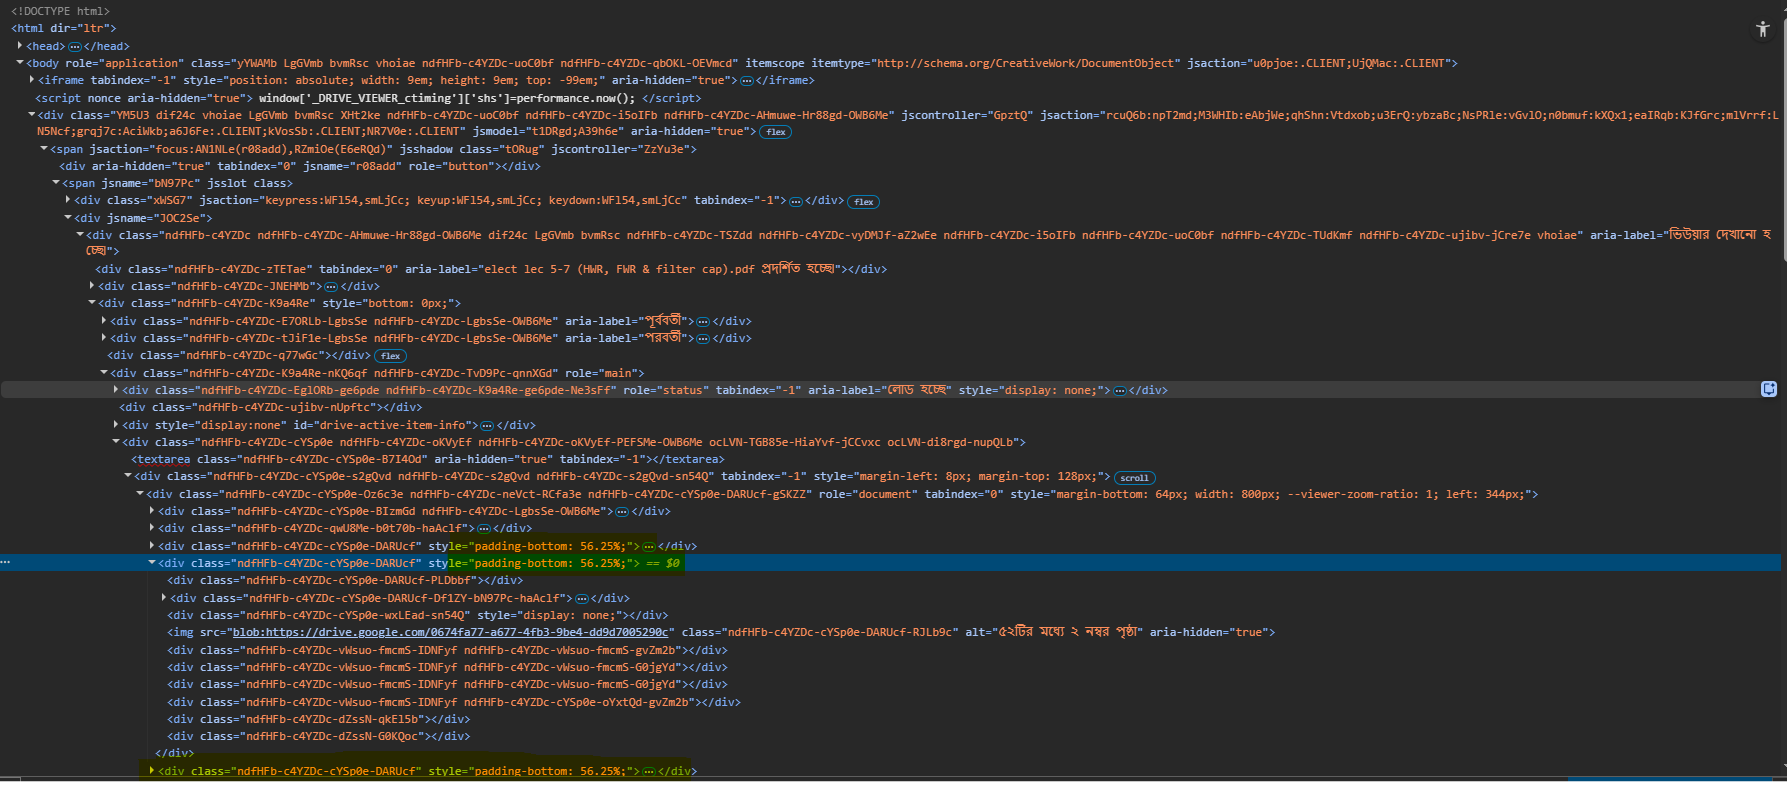 <!DOCTYPE html>
<html dir="ltr">
<head>…</head>
<body role="application" class="yYWAMb LgGVmb bvmRsc vhoiae ndfHFb-c4YZDc-uoC0bf ndfHFb-c4YZDc-qbOKL-OEVmcd" itemscope itemtype="http://schema.org/CreativeWork/DocumentObject" jsaction="u0pjoe:.CLIENT;UjQMac:.CLIENT">
<iframe tabindex="-1" style="position: absolute; width: 9em; height: 9em; top: -99em;" aria-hidden="true">…</iframe>
<script nonce aria-hidden="true"> window['_DRIVE_VIEWER_ctiming']['shs']=performance.now(); </script>
<div class="YM5U3 dif24c vhoiae LgGVmb bvmRsc XHt2ke ndfHFb-c4YZDc-uoC0bf ndfHFb-c4YZDc-i5oIFb ndfHFb-c4YZDc-AHmuwe-Hr88gd-OWB6Me" jscontroller="GpztQ" jsaction="rcuQ6b:npT2md;M3WHIb:eAbjWe;qhShn:Vtdxob;u3ErQ:ybzaBc;NsPRle:vGvlO;n0bmuf:kXQx1;eaIRqb:KJfGrc;mlVrrf:L
N5Ncf;grqj7c:AciWkb;a6J6Fe:.CLIENT;kVosSb:.CLIENT;NR7V0e:.CLIENT" jsmodel="t1DRgd;A39h6e" aria-hidden="true"> flex
<span jsaction="focus:AN1NLe(r08add),RZmiOe(E6eRQd)" jsshadow class="tORug" jscontroller="ZzYu3e">
<div aria-hidden="true" tabindex="0" jsname="r08add" role="button"></div>
<span jsname="bN97Pc" jsslot class>
<div class="xWSG7" jsaction="keypress:WFl54,smLjCc; keyup:WFl54,smLjCc; keydown:WFl54,smLjCc" tabindex="-1">…</div> flex
<div jsname="JOC2Se">
<div class="ndfHFb-c4YZDc ndfHFb-c4YZDc-AHmuwe-Hr88gd-OWB6Me dif24c LgGVmb bvmRsc ndfHFb-c4YZDc-TSZdd ndfHFb-c4YZDc-vyDMJf-aZ2wEe ndfHFb-c4YZDc-i5oIFb ndfHFb-c4YZDc-uoC0bf ndfHFb-c4YZDc-TUdKmf ndfHFb-c4YZDc-ujibv-jCre7e vhoiae" aria-label="ভিউয়ার দেখানো হ
চ্ছে৷">
<div class="ndfHFb-c4YZDc-zTETae" tabindex="0" aria-label="elect lec 5-7 (HWR, FWR & filter cap).pdf প্রদর্শিত হচ্ছে৷"></div>
<div class="ndfHFb-c4YZDc-JNEHMb">…</div>
<div class="ndfHFb-c4YZDc-K9a4Re" style="bottom: 0px;">
<div class="ndfHFb-c4YZDc-E7ORLb-LgbsSe ndfHFb-c4YZDc-LgbsSe-OWB6Me" aria-label="পূর্ববর্তী">…</div>
<div class="ndfHFb-c4YZDc-tJiF1e-LgbsSe ndfHFb-c4YZDc-LgbsSe-OWB6Me" aria-label="পরবর্তী">…</div>
<div class="ndfHFb-c4YZDc-q77wGc"></div> flex
<div class="ndfHFb-c4YZDc-K9a4Re-nKQ6qf ndfHFb-c4YZDc-TvD9Pc-qnnXGd" role="main">
<div class="ndfHFb-c4YZDc-EglORb-ge6pde ndfHFb-c4YZDc-K9a4Re-ge6pde-Ne3sFf" role="status" tabindex="-1" aria-label="লোড হচ্ছে" style="display: none;">…</div>
<div class="ndfHFb-c4YZDc-ujibv-nUpftc"></div>
<div style="display:none" id="drive-active-item-info">…</div>
<div class="ndfHFb-c4YZDc-cYSp0e ndfHFb-c4YZDc-oKVyEf ndfHFb-c4YZDc-oKVyEf-PEFSMe-OWB6Me ocLVN-TGB85e-HiaYvf-jCCvxc ocLVN-di8rgd-nupQLb">
<textarea class="ndfHFb-c4YZDc-cYSp0e-B7I4Od" aria-hidden="true" tabindex="-1"></textarea>
<div class="ndfHFb-c4YZDc-cYSp0e-s2gQvd ndfHFb-c4YZDc-s2gQvd ndfHFb-c4YZDc-s2gQvd-sn54Q" tabindex="-1" style="margin-left: 8px; margin-top: 128px;"> scroll
<div class="ndfHFb-c4YZDc-cYSp0e-Oz6c3e ndfHFb-c4YZDc-neVct-RCfa3e ndfHFb-c4YZDc-cYSp0e-DARUcf-gSKZZ" role="document" tabindex="0" style="margin-bottom: 64px; width: 800px; --viewer-zoom-ratio: 1; left: 344px;">
<div class="ndfHFb-c4YZDc-cYSp0e-BIzmGd ndfHFb-c4YZDc-LgbsSe-OWB6Me">…</div>
<div class="ndfHFb-c4YZDc-qwU8Me-b0t70b-haAclf">…</div>
<div class="ndfHFb-c4YZDc-cYSp0e-DARUcf" style="padding-bottom: 56.25%;">…</div>
<div class="ndfHFb-c4YZDc-cYSp0e-DARUcf" style="padding-bottom: 56.25%;"> == $0
<div class="ndfHFb-c4YZDc-cYSp0e-DARUcf-PLDbbf"></div>
<div class="ndfHFb-c4YZDc-cYSp0e-DARUcf-Df1ZY-bN97Pc-haAclf">…</div>
<div class="ndfHFb-c4YZDc-cYSp0e-wxLEad-sn54Q" style="display: none;"></div>
<img src="blob:https://drive.google.com/0674fa77-a677-4fb3-9be4-dd9d7005290c" class="ndfHFb-c4YZDc-cYSp0e-DARUcf-RJLb9c" alt="৫২টির মধ্যে ২ নম্বর পৃষ্ঠা" aria-hidden="true">
<div class="ndfHFb-c4YZDc-vWsuo-fmcmS-IDNFyf ndfHFb-c4YZDc-vWsuo-fmcmS-gvZm2b"></div>
<div class="ndfHFb-c4YZDc-vWsuo-fmcmS-IDNFyf ndfHFb-c4YZDc-vWsuo-fmcmS-G0jgYd"></div>
<div class="ndfHFb-c4YZDc-vWsuo-fmcmS-IDNFyf ndfHFb-c4YZDc-vWsuo-fmcmS-G0jgYd"></div>
<div class="ndfHFb-c4YZDc-vWsuo-fmcmS-IDNFyf ndfHFb-c4YZDc-cYSp0e-oYxtQd-gvZm2b"></div>
<div class="ndfHFb-c4YZDc-dZssN-qkEl5b"></div>
<div class="ndfHFb-c4YZDc-dZssN-G0KQoc"></div>
</div>
<div class="ndfHFb-c4YZDc-cYSp0e-DARUcf" style="padding-bottom: 56.25%;">…</div>